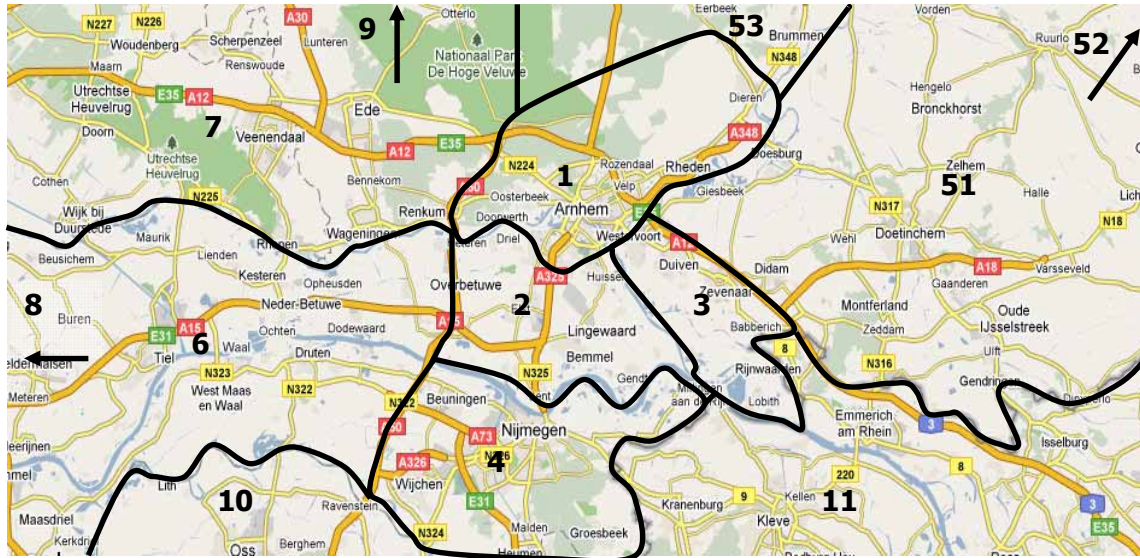 N227
N226
A30
9
Otterlo
Eerbeek
53
Vorden
Ruurlo
52
Woudenberg
Scherpenzeel
Lunteren
Nationaal Park
De Hoge Veluwe
Brummen
N348
Maarn
Renswoude
Utrechtse
Heuvelrug
E35
A12
Ede
Dieren
Hengelo
Bronckhorst
Doorn
7
Veenendaal
A12
E35
A348
Utrechtse
Heuvelrug
N224
1
Rozendaal
Rheden
Doesburg
Zelhem
Cothen
N225
Bennekom
Oosterbeek
Velp
Giesbeek
51
Halle
Wijk bij
Duurstede
Renkum
Doorwerth
Arnhem
N317
N18
Maurik
Rhenen
Wageningen
Driel
Westervoort
A12
Wehl
Doetinchem
Beusichem
Lienden
Kesteren
Opheusden
A325
Huissen
Duiven
Didam
A18
Varsseveld
Overbetuwe
Zevenaar
Gaanderen
8
Neder-Betuwe
2
3
Montferland
Oude
IJsselstreek
Buren
E31
A15
6
Ochten
Dodewaard
A15
Lingewaard
Babberich
Zeddam
Tiel
Waal
Druten
Bemmel
8
Rijnwaarden
N316
Ulft
Gendringen
Meteren
N323
N322
N325
West Maas
en Waal
Beuningen
N322
Lobith
Emmerich
am Rhein
A50
A73
Nijmegen
3
Isselburg
A326
4
220
8
Lith
10
Wijchen
E31
Kranenburg
9
Kellen
11
Ravenstein
Kleve
3
Maasdriel
N324
Malden
Groesbeek
E35
Oss
Berghem
Heumen